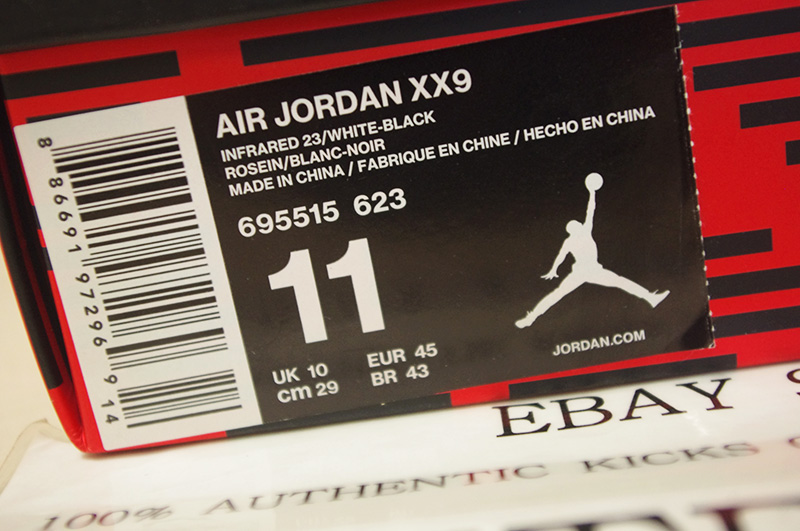 AIR JORDAN XX9
INFRARED 23/WHITE-BLACK
ROSEIN/BLANC-NOIR
MADE IN CHINA / FABRIQUE EN CHINE / HECHO EN CHINA
695515 623
11
UK 10 EUR 45
cm 29 BR 43
JORDAN.COM
8 86691 97296 914
EBAY
100% AUTHENTIC KICKS